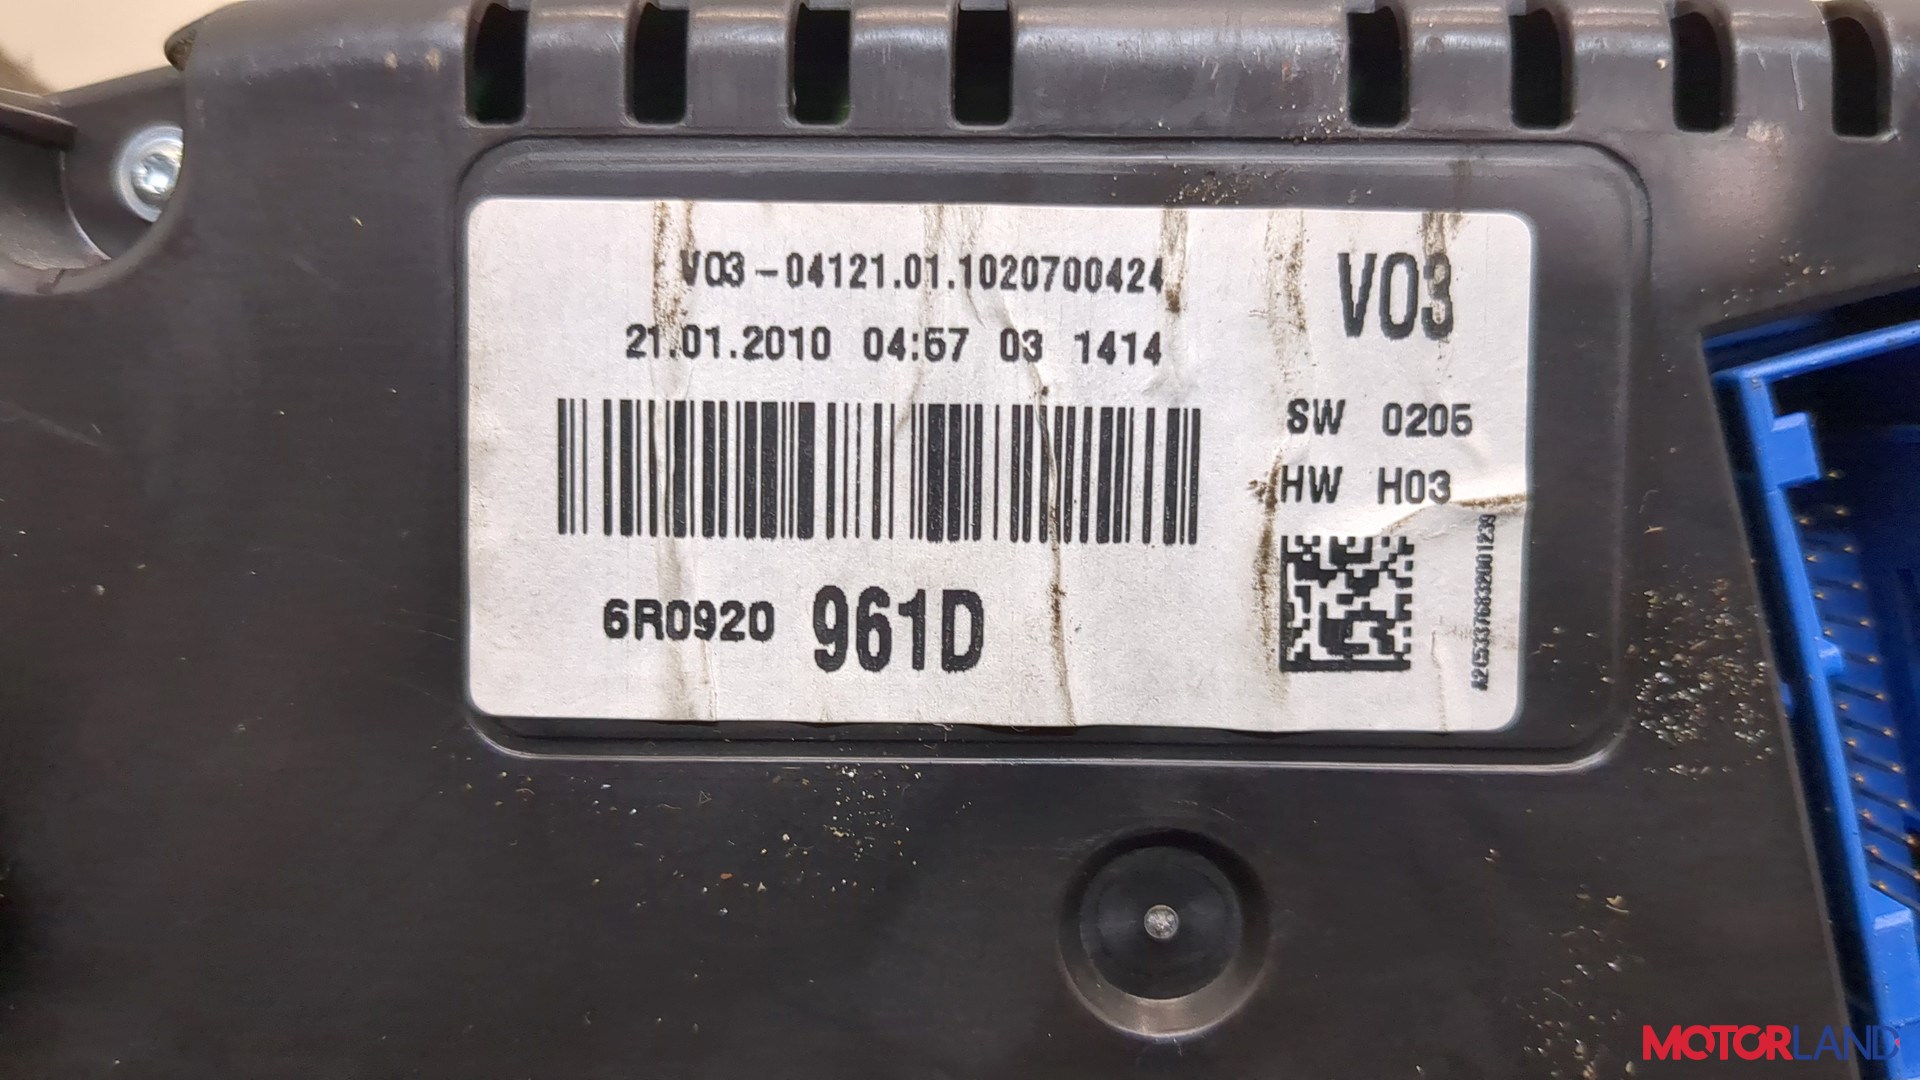 V03-04121.01.1020700424
21.01.2010 04:57 03 1414
V03
SW 0205
HW H03
6R0920 961D
MOTORLAND